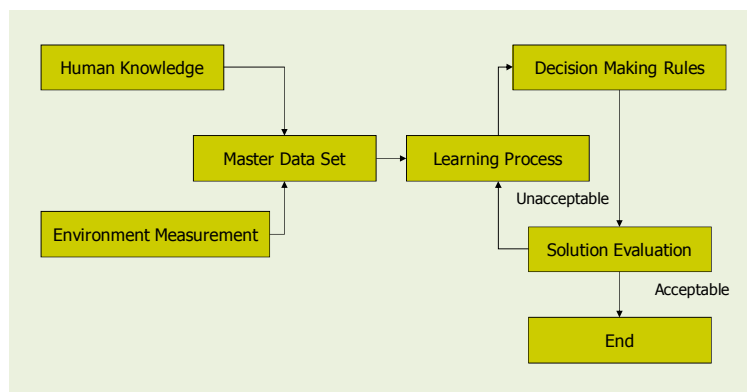 Human Knowledge
Decision Making Rules
Master Data Set
Learning Process
Unacceptable
Environment Measurement
Solution Evaluation
Acceptable
End